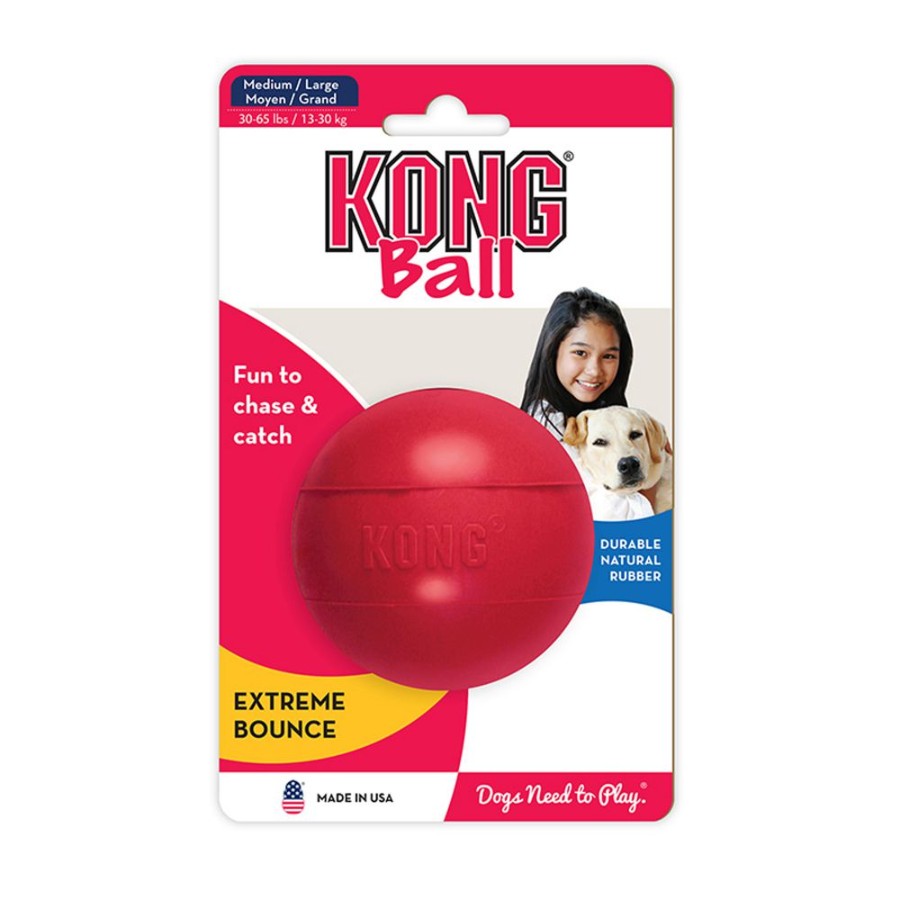 Medium / Large
Moyen / Grand
30-65 lbs / 13-30 kg
KONG®
Ball
Fun to
chase &
catch
KONG®
DURABLE
NATURAL
RUBBER
EXTREME
BOUNCE
MADE IN USA
Dogs Need to Play.®